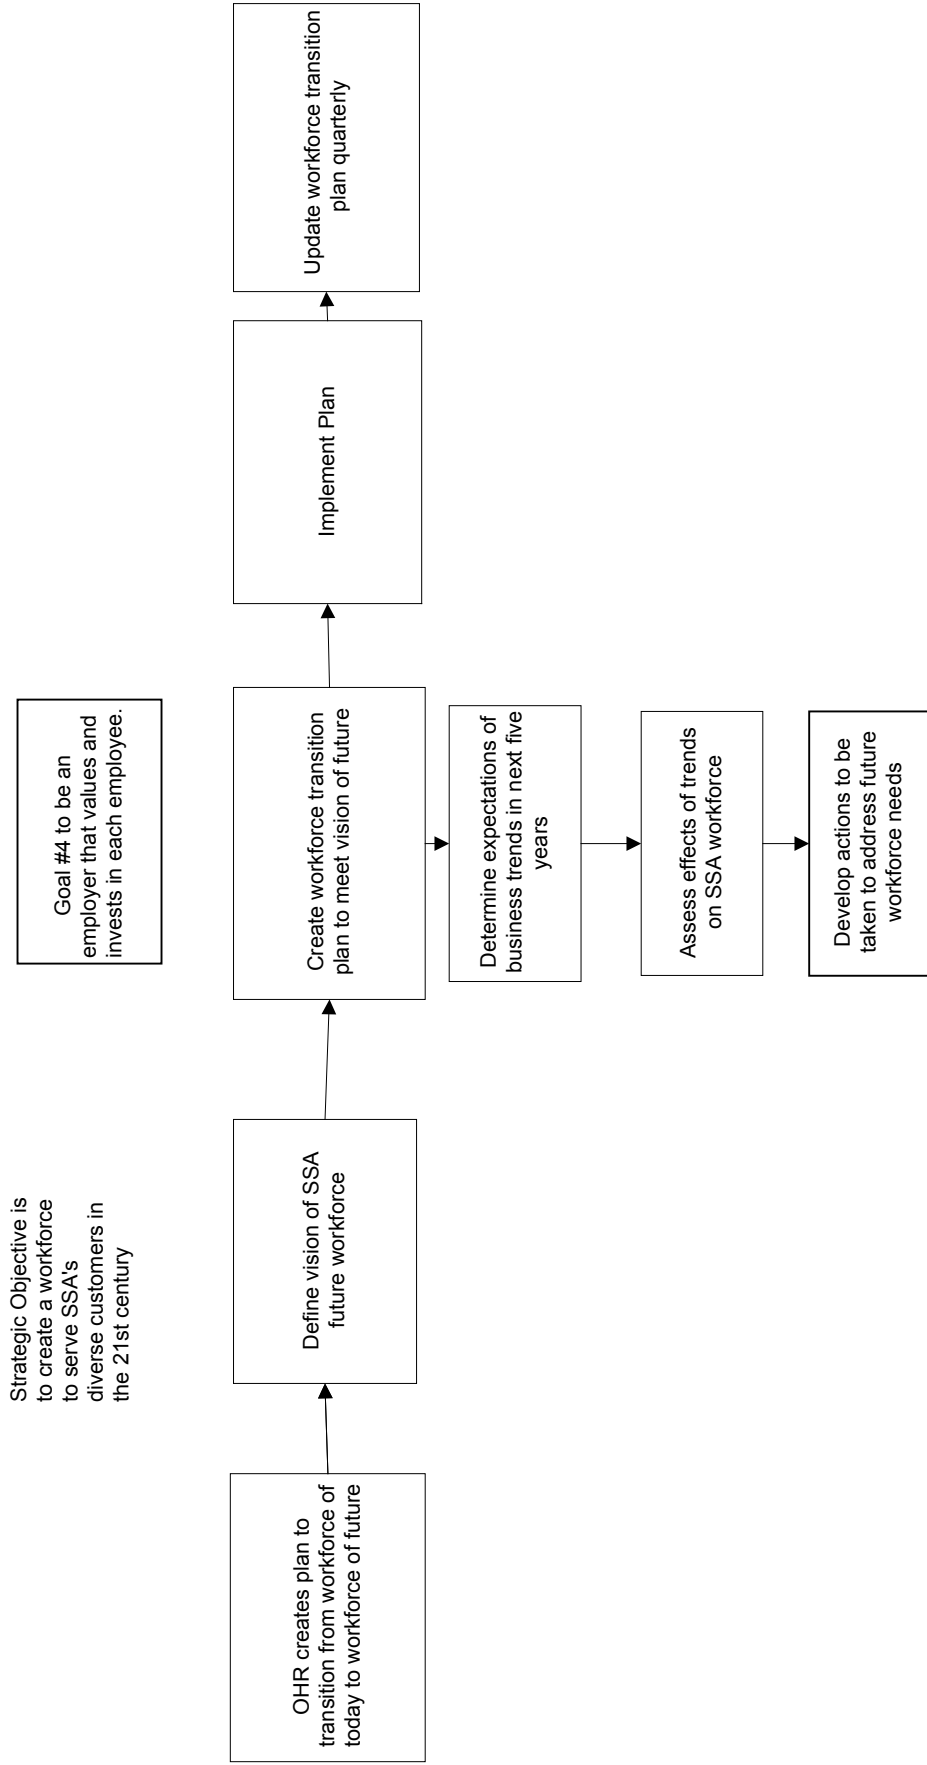 Strategic Objective is
to create a workforce
to serve SSA's
diverse customers in
the 21st century
Goal #4 to be an
employer that values and
invests in each employee.
OHR creates plan to
transition from workforce of
today to workforce of future
Define vision of SSA
future workforce
Create workforce transition
plan to meet vision of future
Implement Plan
Update workforce transition
plan quarterly
Determine expectations of
business trends in next five
years
Assess effects of trends
on SSA workforce
Develop actions to be
taken to address future
workforce needs